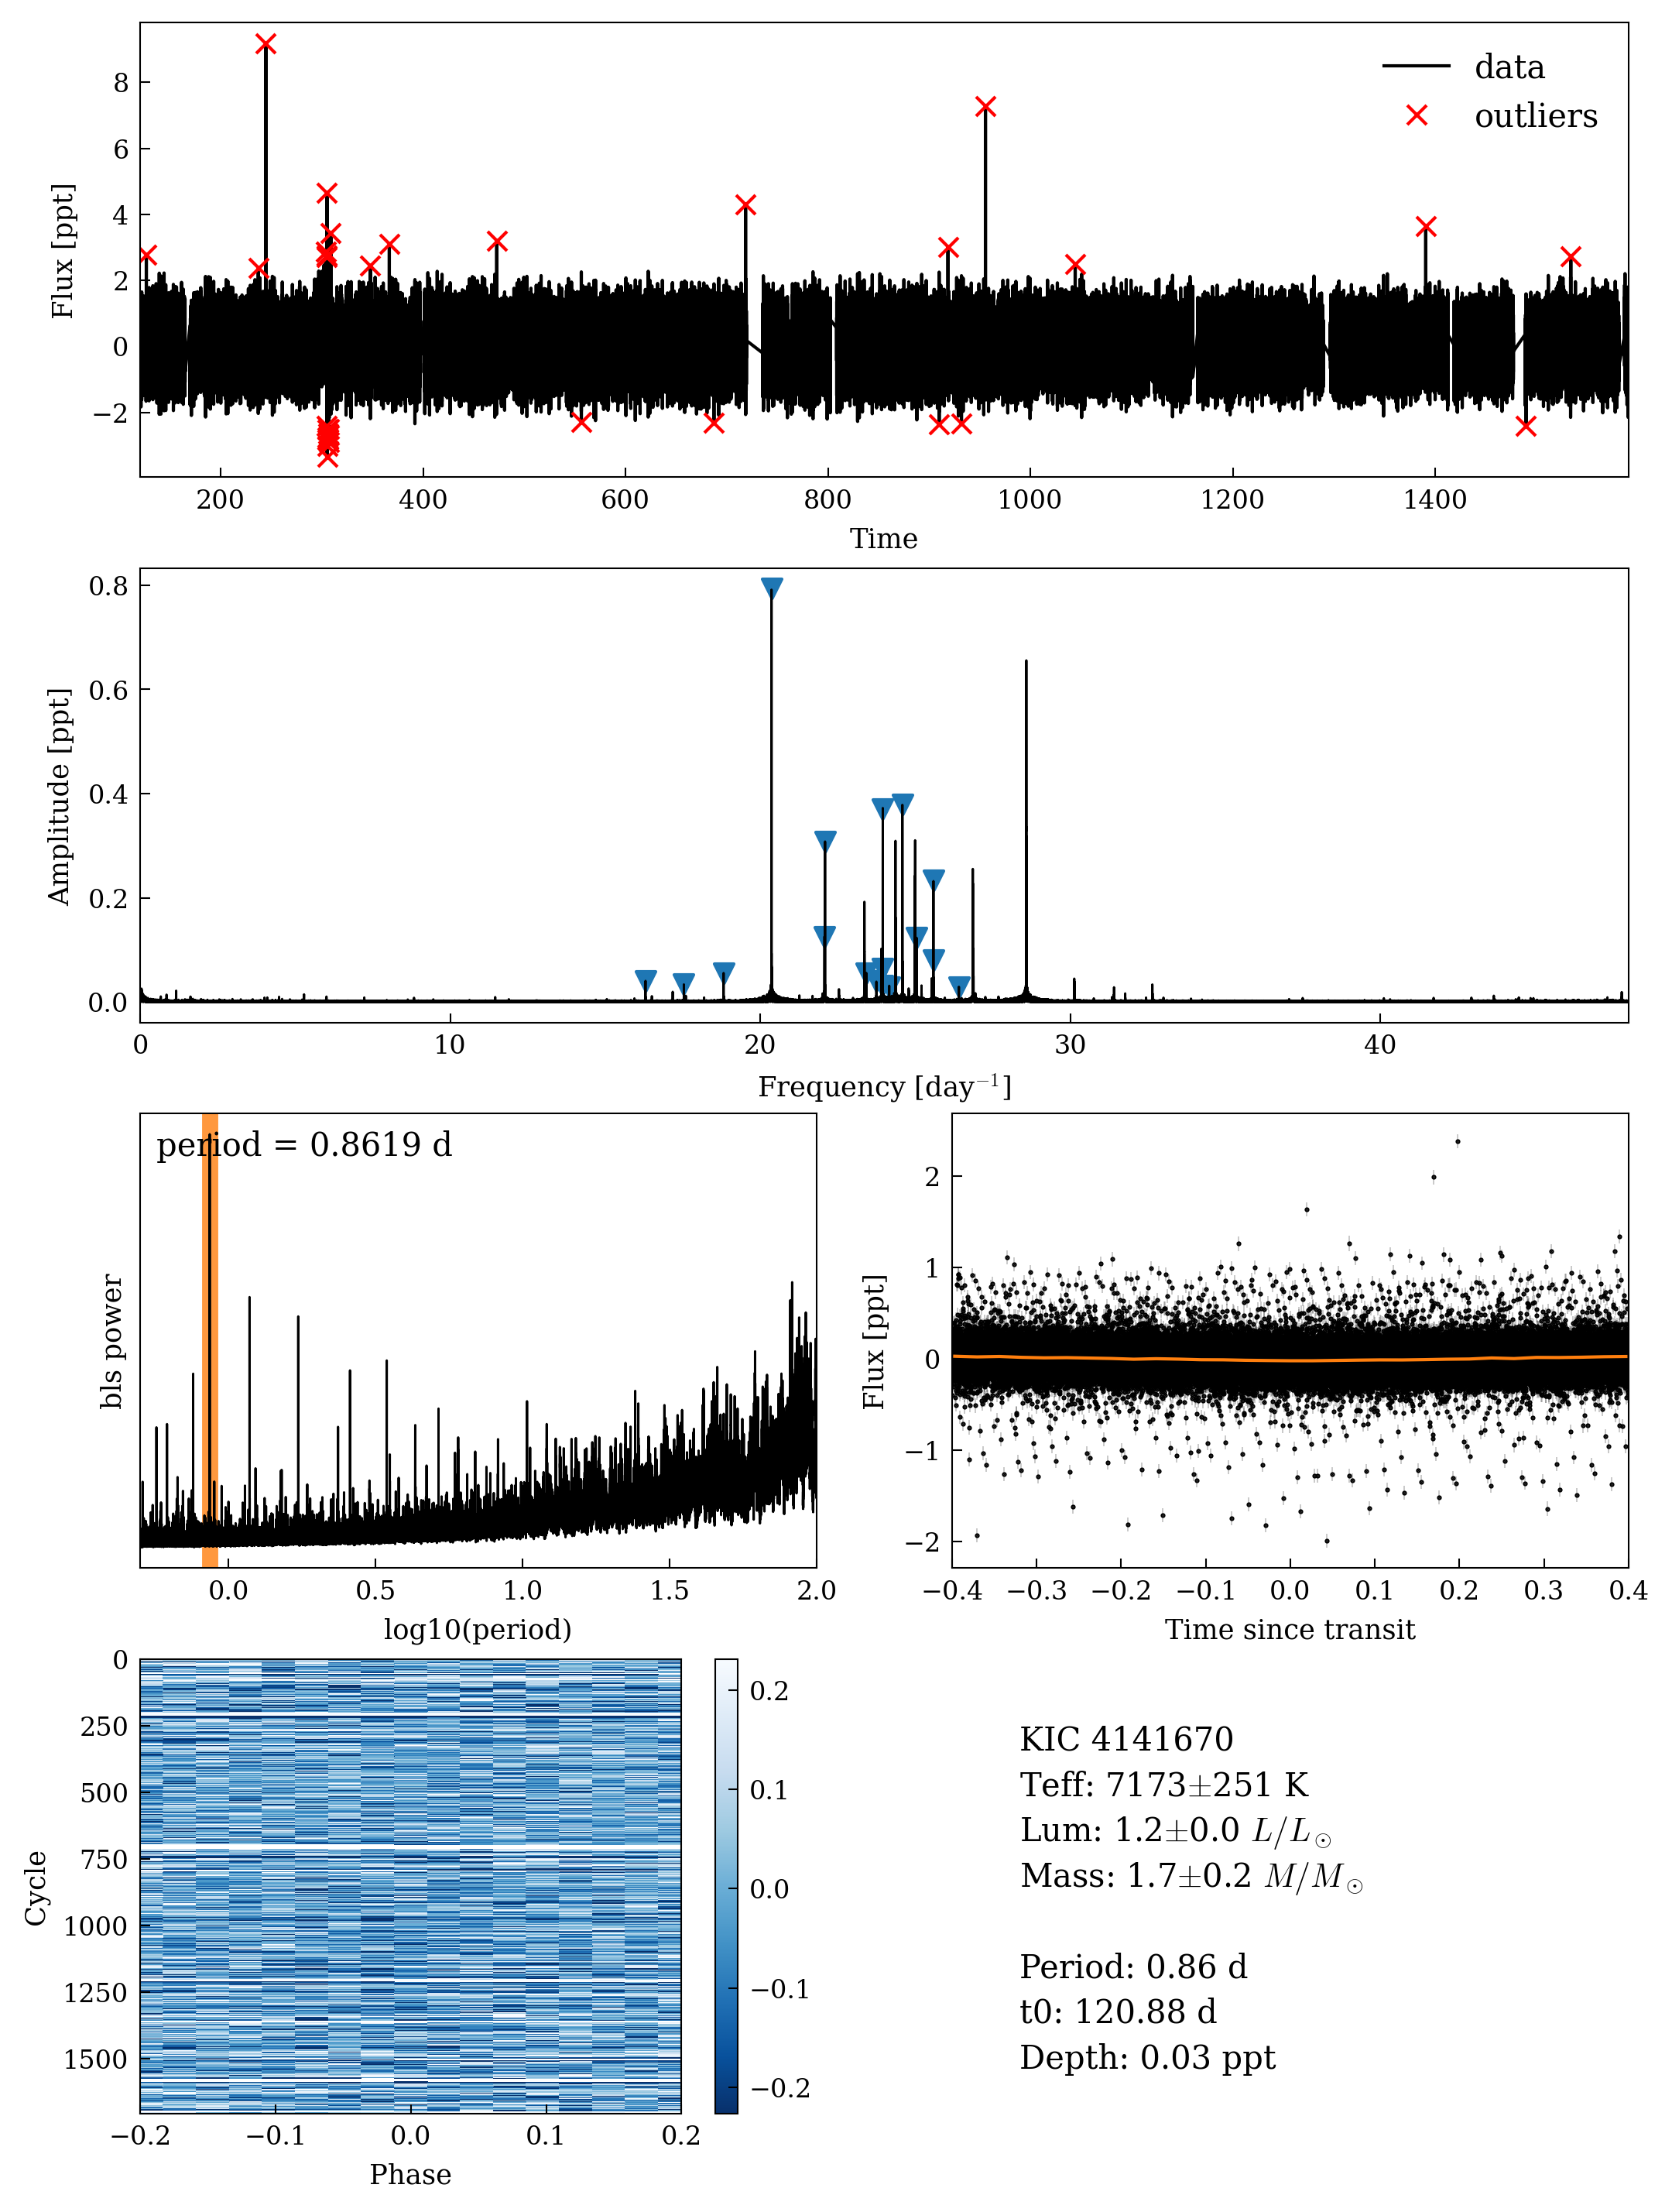 data
outliers
8
6
4
2
0
−2
Flux [ppt]
200 400 600 800 1000 1200 1400
Time
0.8
0.6
0.4
0.2
0.0
Amplitude [ppt]
0 10 20 30 40
Frequency [day⁻¹]
period = 0.8619 d
bls power
0.0 0.5 1.0 1.5 2.0
log10(period)
2
1
0
−1
−2
Flux [ppt]
−0.4 −0.3 −0.2 −0.1 0.0 0.1 0.2 0.3 0.4
Time since transit
0
250
500
750
1000
1250
1500
Cycle
−0.2 −0.1 0.0 0.1 0.2
Phase
0.2
0.1
0.0
−0.1
−0.2
KIC 4141670
Teff: 7173±251 K
Lum: 1.2±0.0 L/L⊙
Mass: 1.7±0.2 M/M⊙
Period: 0.86 d
t0: 120.88 d
Depth: 0.03 ppt